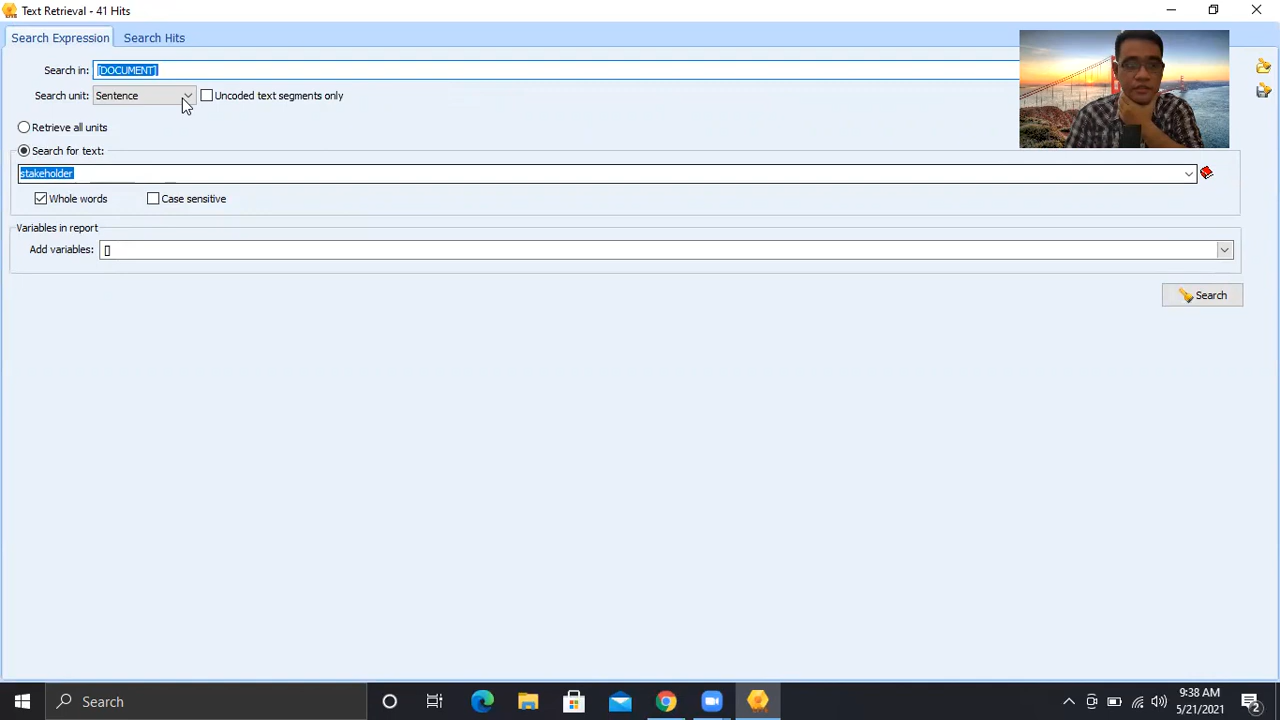 Text Retrieval - 41 Hits
Search Expression
Search Hits
Search in: [DOCUMENT]
Search unit: Sentence
Uncoded text segments only
Retrieve all units
Search for text:
stakeholder
Whole words
Case sensitive
Variables in report
Add variables: []
Search
Search
9:38 AM
5/21/2021
2